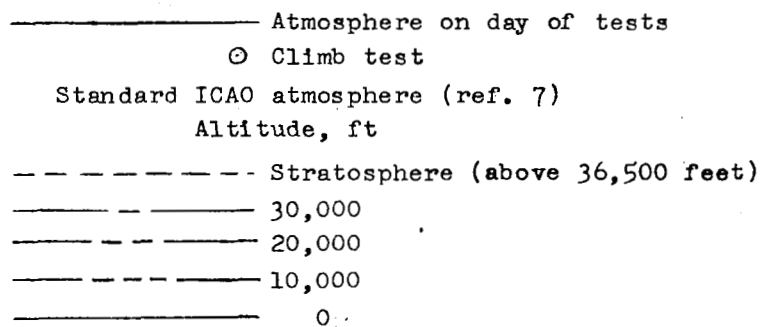 Atmosphere on day of tests
Climb test
Standard ICAO atmosphere (ref. 7)
Altitude, ft
Stratosphere (above 36,500 feet)
30,000
20,000
10,000
0